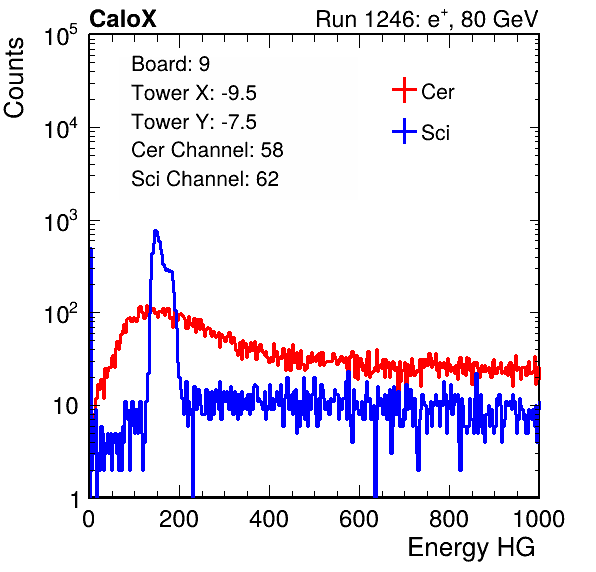 CaloX Run 1246: e⁺, 80 GeV
Counts
Board: 9
Tower X: -9.5
Tower Y: -7.5
Cer Channel: 58
Sci Channel: 62
Cer
Sci
10⁵
10⁴
10³
10²
10
1
0 200 400 600 800 1000
Energy HG